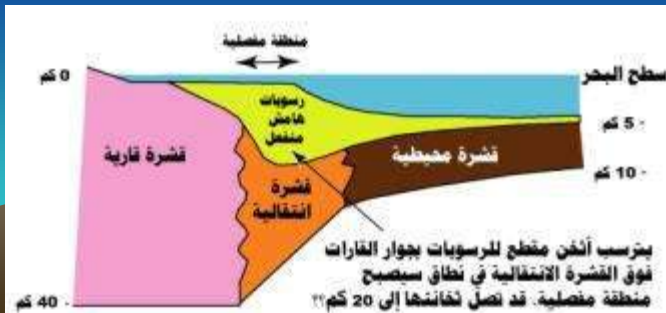 منطقة مفصلية
0 كم
سطح البحر
رسوبيات
هامش
منفعل
5 كم -
قشرة قارية
قشرة محيطية
10 كم -
قشرة
انتقالية
يترسب أثخن مقطع للرسوبيات بجوار القارات
فوق القشرة الانتقالية في نطاق سيصبح
منطقة مفصلية. قد تصل ثخانتها إلى 20 كم؟؟
40 كم -